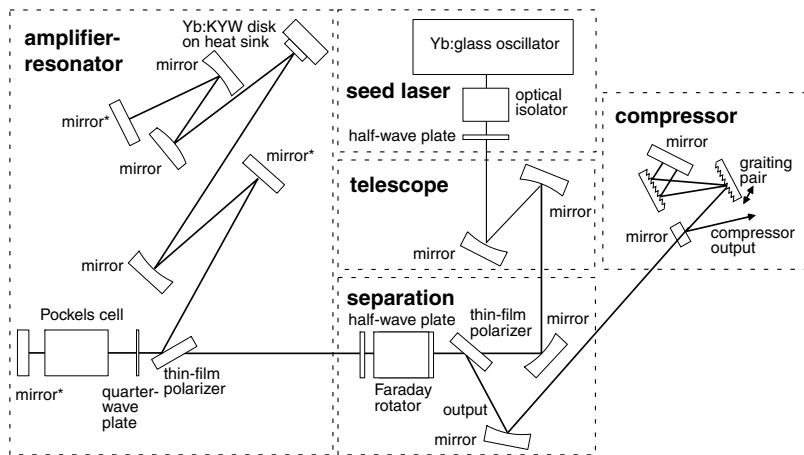 amplifier-
resonator
Yb:KYW disk
on heat sink
mirror
mirror*
mirror
mirror*
mirror
Pockels cell
mirror*
quarter-
wave
plate
thin-film
polarizer
Yb:glass oscillator
seed laser
optical
isolator
half-wave plate
telescope
mirror
mirror
separation
half-wave plate
thin-film
polarizer
mirror
Faraday
rotator
output
mirror
compressor
mirror
graiting
pair
mirror
compressor
output